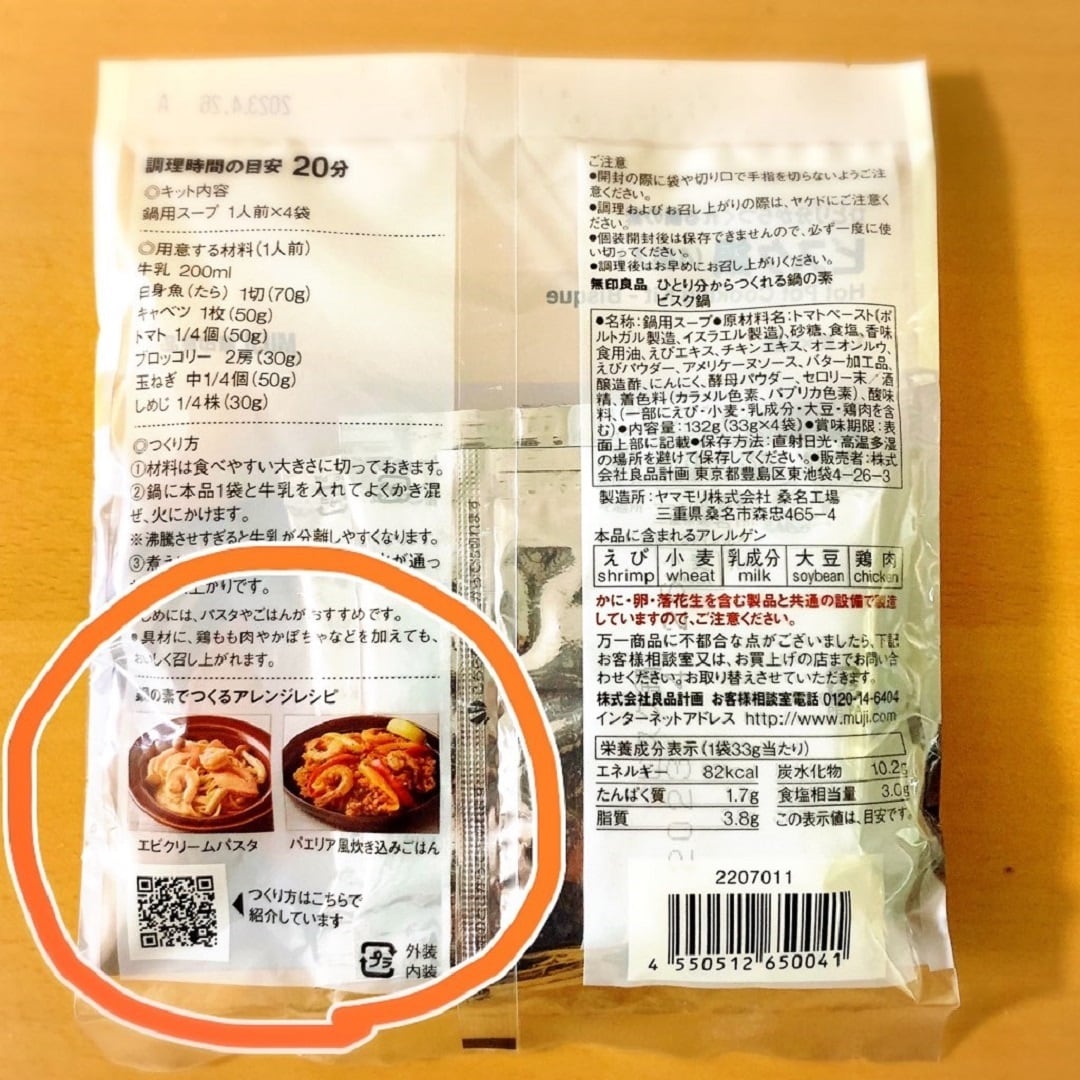 2023.4.26 A
調理時間の目安 20分
◎キット内容
鍋用スープ 1人前×4袋
◎用意する材料(1人前)
牛乳 200ml
白身魚(たら) 1切(70g)
キャベツ 1枚(50g)
トマト 1/4個(50g)
ブロッコリー 2房(30g)
玉ねぎ 中1/4個(50g)
しめじ 1/4株(30g)
◎つくり方
①材料は食べやすい大きさに切っておきます。
②鍋に本品1袋と牛乳を入れてよくかき混
ぜ、火にかけます。
※沸騰させすぎると牛乳が分離しやすくなります。
③煮 が通っ
上がりです。
しめには、パスタやごはんがおすすめです。
●具材に、鶏もも肉やかぼちゃなどを加えても、
おいしく召し上がれます。
鍋の素でつくるアレンジレシピ
エビクリームパスタ
パエリア風炊き込みごはん
つくり方はこちらで
紹介しています
プラ
外装
内装
ご注意
●開封の際に袋や切り口で手指を切らないようご注
意ください。
●調理およびお召し上がりの際は、ヤケドにご注意く
ださい。
●個装開封後は保存できませんので、必ず一度に使
い切ってください。
●調理後はお早めにお召し上がりください。
無印良品 ひとり分からつくれる鍋の素
ビスク鍋
●名称:鍋用スープ●原材料名:トマトペースト(ポ
ルトガル製造、イスラエル製造)、砂糖、食塩、香味
食用油、えびエキス、チキンエキス、オニオンルウ、
えびパウダー、アメリケーヌソース、バター加工品、
醸造酢、にんにく、酵母パウダー、セロリー末/酒
精、着色料(カラメル色素、パプリカ色素)、酸味
料、(一部にえび・小麦・乳成分・大豆・鶏肉を含
む)●内容量:132g(33g×4袋)●賞味期限:表
面上部に記載●保存方法:直射日光・高温多湿
の場所を避けて保存してください。●販売者:株式
会社良品計画 東京都豊島区東池袋4-26-3
製造所:ヤマモリ株式会社 桑名工場
三重県桑名市森忠465-4
本品に含まれるアレルゲン
えび 小麦 乳成分 大豆 鶏肉
shrimp wheat milk soybean chicken
かに・卵・落花生を含む製品と共通の設備で製造
していますので、ご注意ください。
万一商品に不都合な点がございましたら、下記
お客様相談室又は、お買上げの店までお問い合
わせください。お取り替えさせていただきます。
株式会社良品計画 お客様相談室電話 0120-14-6404
インターネットアドレス http://www.muji.com
栄養成分表示(1袋33g当たり)
エネルギー 82kcal 炭水化物 10.2g
たんぱく質 1.7g 食塩相当量 3.0g
脂質 3.8g この表示値は、目安です。
2207011
4 550512 650041